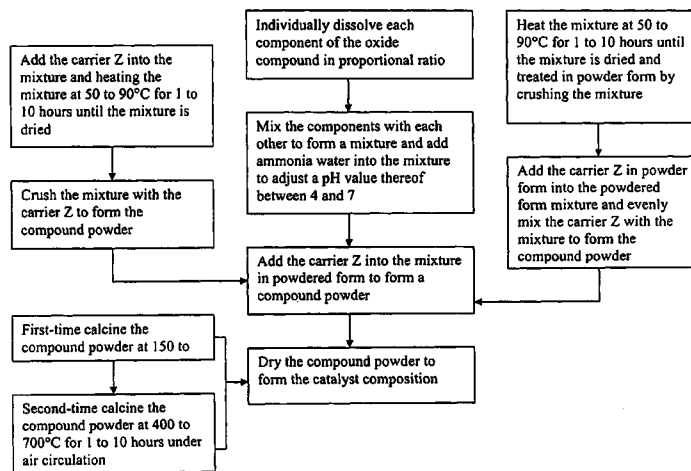 Add the carrier Z into the
mixture and heating the
mixture at 50 to 90°C for 1 to
10 hours until the mixture is
dried
Crush the mixture with the
carrier Z to form the
compound powder
Individually dissolve each
component of the oxide
compound in proportional ratio
Mix the components with each
other to form a mixture and add
ammonia water into the mixture
to adjust a pH value thereof
between 4 and 7
Heat the mixture at 50 to
90°C for 1 to 10 hours until
the mixture is dried and
treated in powder form by
crushing the mixture
Add the carrier Z in powder
form into the powdered
form mixture and evenly
mix the carrier Z with the
mixture to form the
compound powder
Add the carrier Z into the mixture
in powdered form to form a
compound powder
First-time calcine the
compound powder at 150 to
Second-time calcine the
compound powder at 400 to
700°C for 1 to 10 hours under
air circulation
Dry the compound powder to
form the catalyst composition